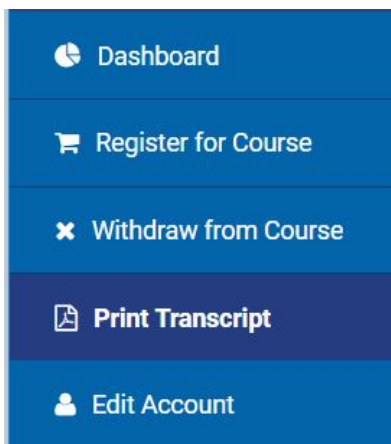 Dashboard
Register for Course
Withdraw from Course
Print Transcript
Edit Account